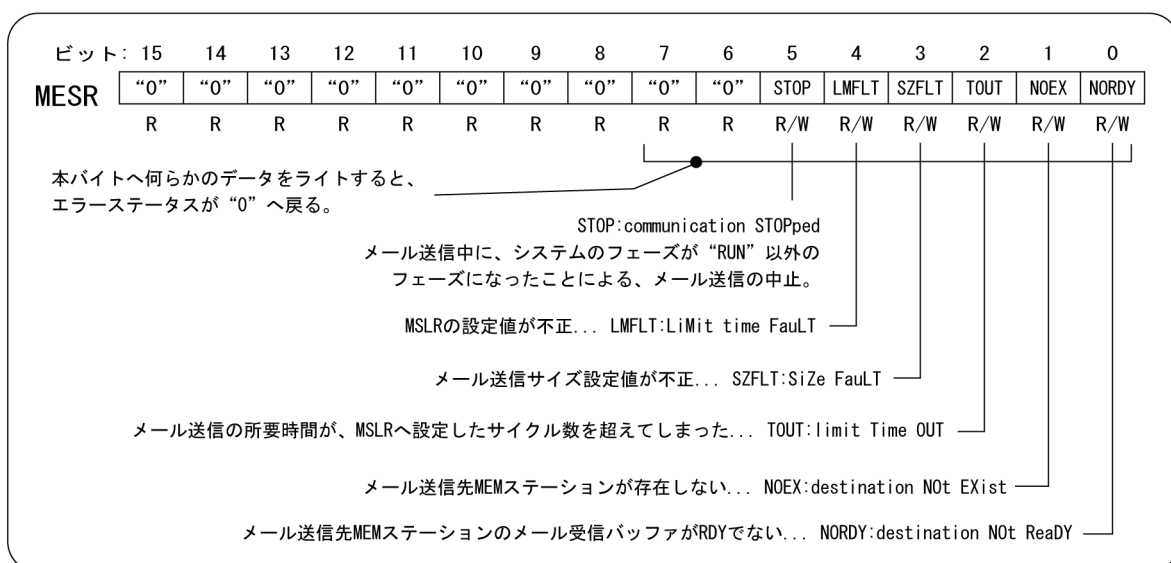 ビット: 15 14 13 12 11 10 9 8 7 6 5 4 3 2 1 0
MESR “0” “0” “0” “0” “0” “0” “0” “0” “0” “0” STOP LMFLT SZFLT TOUT NOEX NORDY
R R R R R R R R R R R/W R/W R/W R/W R/W R/W
本バイトへ何らかのデータをライトすると、
エラーステータスが “0” へ戻る。
STOP:communication STOPped
メール送信中に、システムのフェーズが “RUN” 以外の
フェーズになったことによる、メール送信の中止。
MSLRの設定値が不正... LMFLT:LiMit time FauLT
メール送信サイズ設定値が不正... SZFLT:SiZe FauLT
メール送信の所要時間が、MSLRへ設定したサイクル数を超えてしまった... TOUT:limit Time OUT
メール送信先MEMステーションが存在しない... NOEX:destination NOt EXist
メール送信先MEMステーションのメール受信バッファがRDYでない... NORDY:destination NOt ReaDY